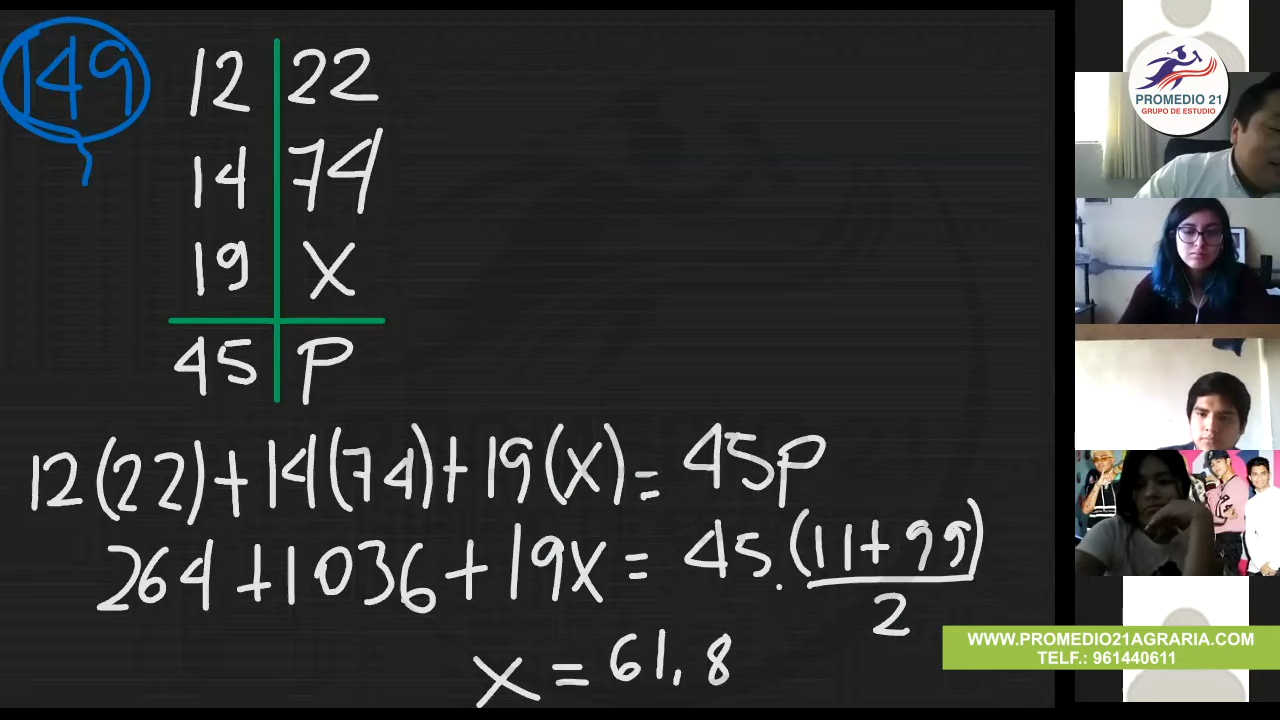 149
12 22
14 74
19 X
45 P
12(22)+14(74)+19(X)=45P
264+1036+19X=45.(11+99)
2
X=61,8
PROMEDIO 21
GRUPO DE ESTUDIO
WWW.PROMEDIO21AGRARIA.COM
TELF.: 961440611